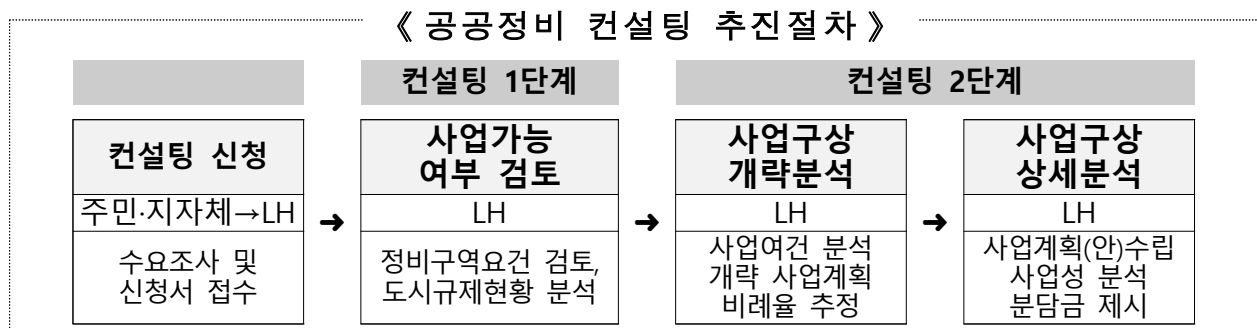 《 공공정비 컨설팅 추진절차 》
컨설팅 1단계
컨설팅 2단계
컨설팅 신청
주민·지자체→LH
수요조사 및
신청서 접수
➜
사업가능
여부 검토
LH
정비구역요건 검토,
도시규제현황 분석
➜
사업구상
개략분석
LH
사업여건 분석
개략 사업계획
비례율 추정
➜
사업구상
상세분석
LH
사업계획(안)수립
사업성 분석
분담금 제시